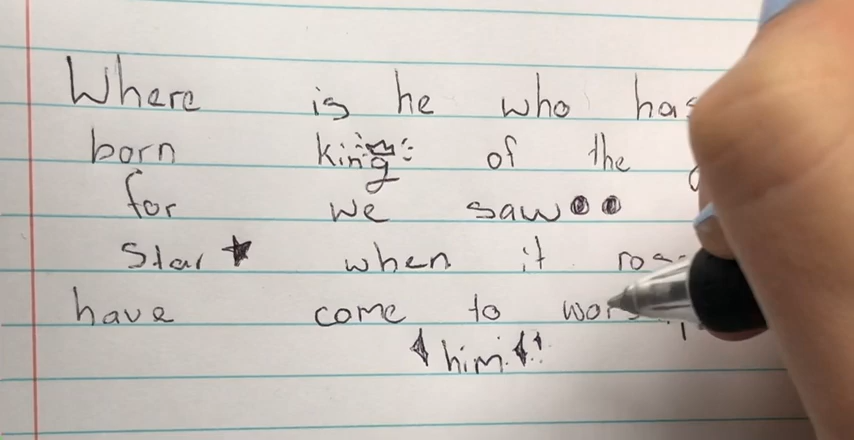 Where is he who has
born king of the
for we saw
star when it
have come to
him